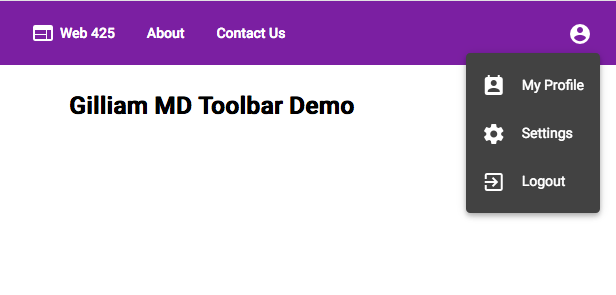 Web 425 About Contact Us
Gilliam MD Toolbar Demo
My Profile
Settings
Logout